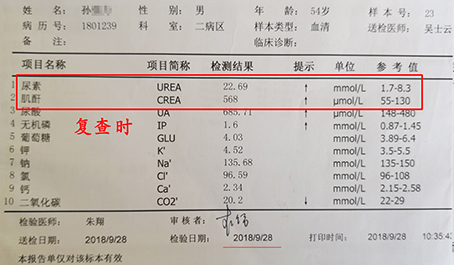 姓 名： 孙 性 别： 男 年 龄： 54岁 样 本 号： 23
病 历 号： 1801239 科 室： 二病区 样本类型： 血清 送检医师： 吴士云
备 注： 临床诊断：
项目名称 项目简称 检测结果 提示 单位 参 考 值
1 尿素 UREA 22.69 ↑ mmol/L 1.7-8.3
2 肌酐 CREA 568 ↑ μmol/L 55-130
3 尿酸 UA 685.71 ↑ μmol/L 148-480
4 无机磷 IP 1.6 ↑ mmol/L 0.87-1.45
5 葡萄糖 GLU 4.03 mmol/L 3.89-6.4
6 钾 K+ 4.52 mmol/L 3.5-5.5
7 钠 Na+ 135.68 mmol/L 135-150
8 氯 Cl- 96.59 mmol/L 96-108
9 钙 Ca+ 2.34 mmol/L 2.15-2.58
10 二氧化碳 CO2- 20.2 ↓ mmol/L 22-29
复查时
检验医师： 朱翔 审 核 者：
送检日期： 2018/9/28 检验日期： 2018/9/28 打印时间： 10:35:43
本报告单仅对该标本有效